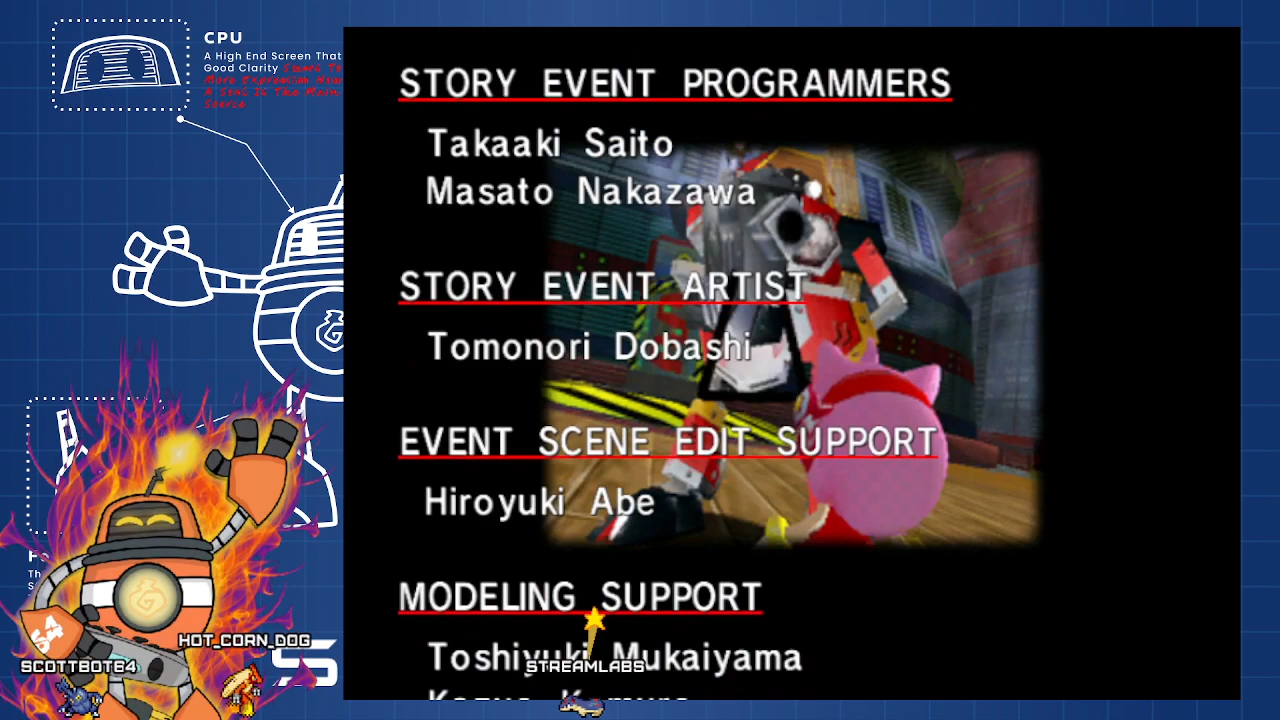 CPU
A High End Screen That
Good Clarity
STORY EVENT PROGRAMMERS
Takaaki Saito
Masato Nakazawa
STORY EVENT ARTIST
Tomonori Dobashi
EVENT SCENE EDIT SUPPORT
Hiroyuki Abe
MODELING SUPPORT
Toshiyuki Mukaiyama
HOT_CORN_DOG
SCOTTBOT64
STREAMLABS
64